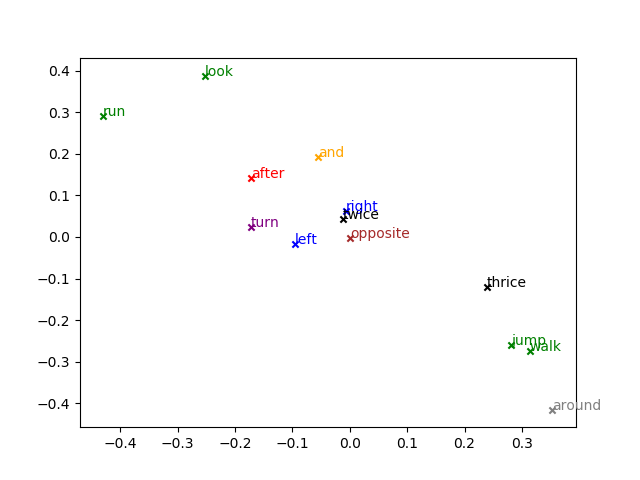 0.4
look
run
0.3
0.2
and
after
0.1
right
twice
turn
left
opposite
0.0
−0.1
thrice
−0.2
jump
walk
−0.3
around
−0.4
−0.4 −0.3 −0.2 −0.1 0.0 0.1 0.2 0.3